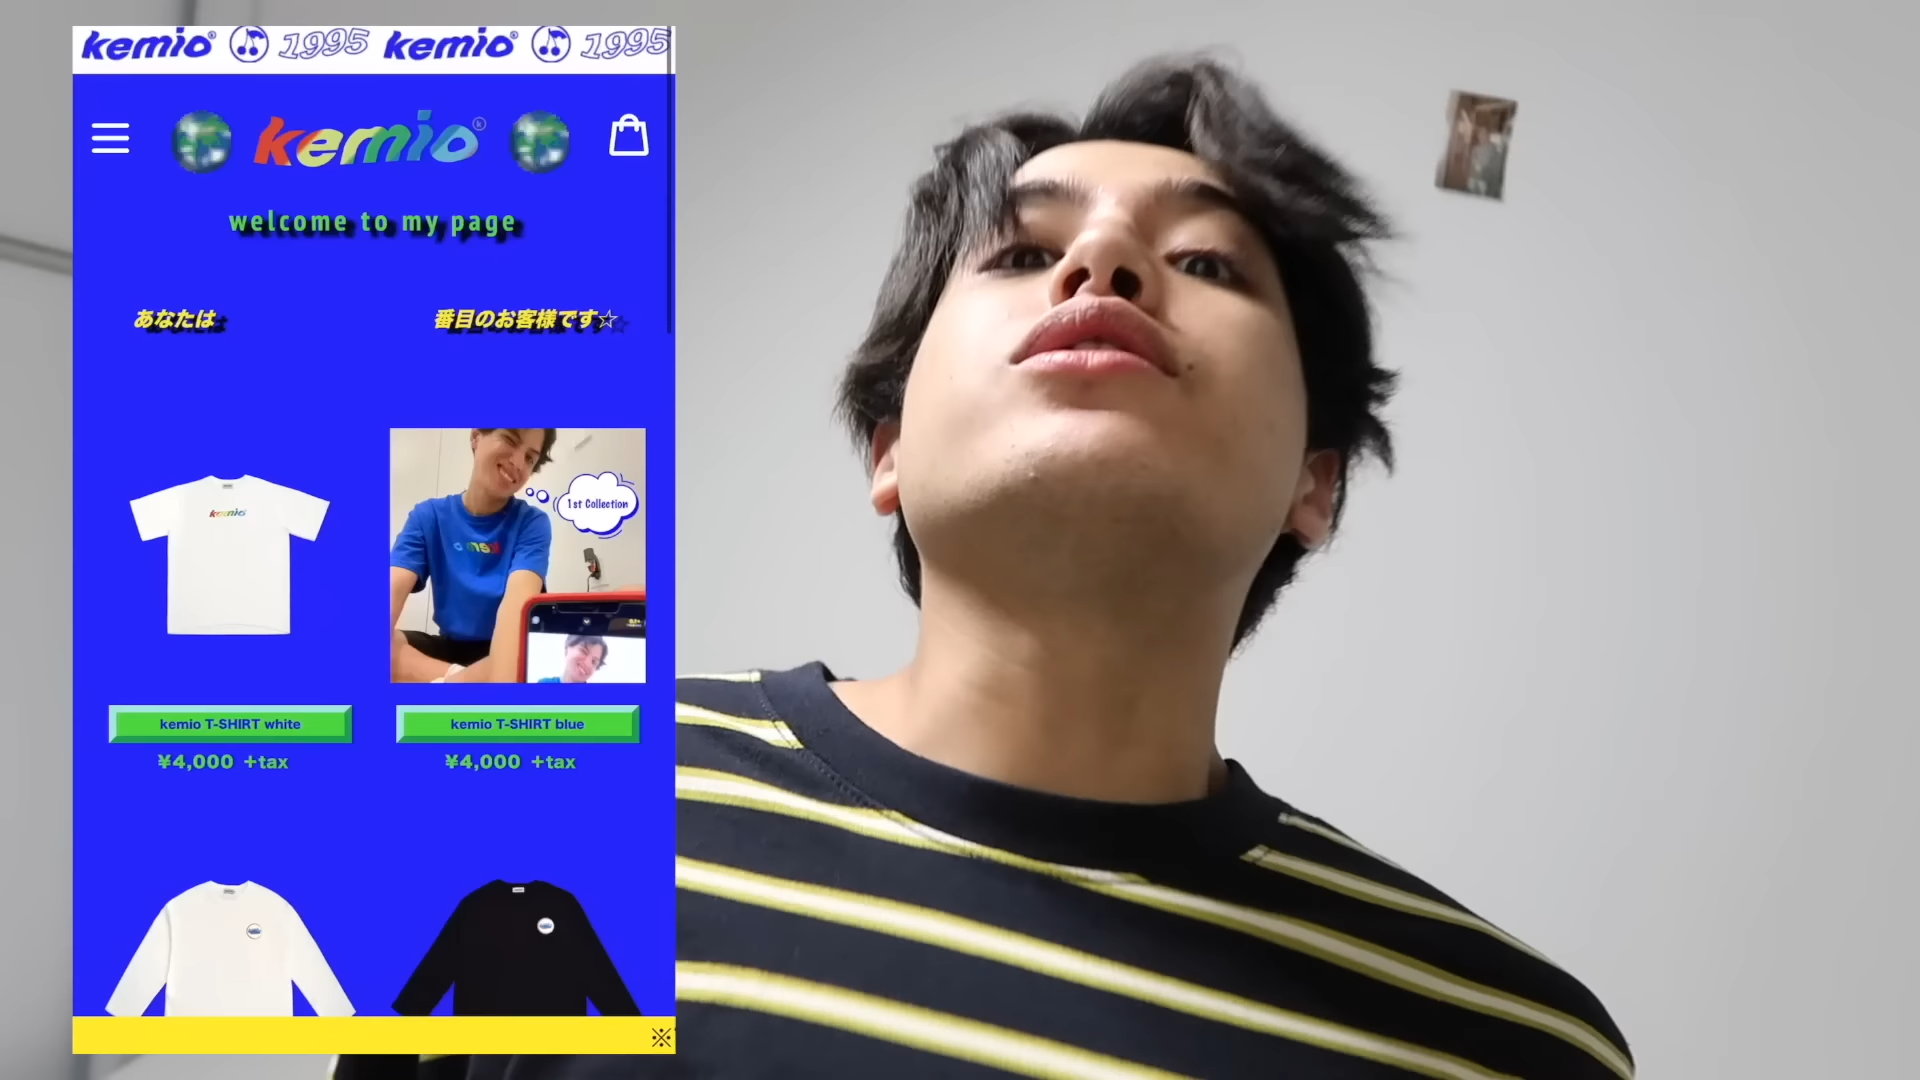 kemio® 1995 kemio® 1995
kemio
welcome to my page
あなたは 番目のお客様です☆
kemio
1st Collection
kemio T-SHIRT white
¥4,000 +tax
kemio T-SHIRT blue
¥4,000 +tax
※